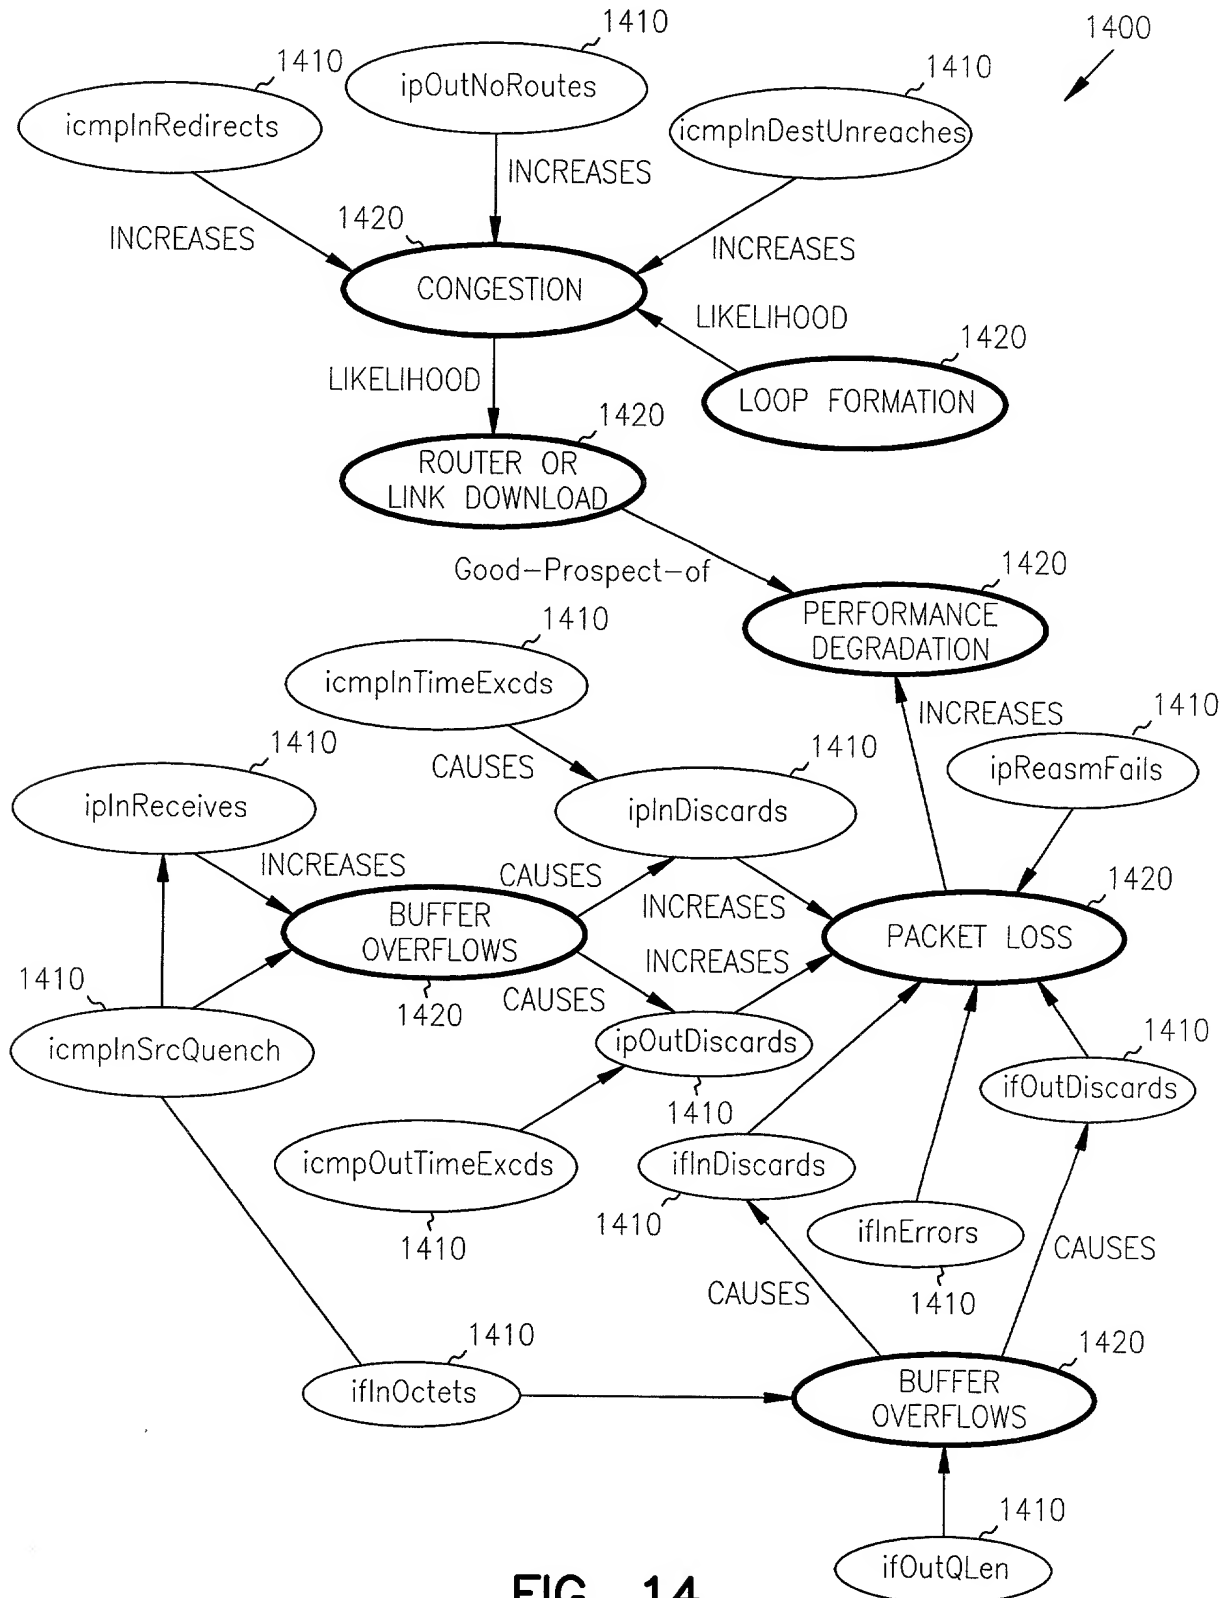 1410
1400
1410
1410
ipOutNoRoutes
icmpInRedirects
icmpInDestUnreaches
INCREASES
1420
INCREASES
INCREASES
CONGESTION
LIKELIHOOD
1420
LIKELIHOOD
LOOP FORMATION
1420
ROUTER OR
LINK DOWNLOAD
Good-Prospect-of
1420
PERFORMANCE
DEGRADATION
1410
icmpInTimeExcds
INCREASES
1410
1410
CAUSES
1410
ipReasmFails
ipInReceives
ipInDiscards
INCREASES
CAUSES
1420
INCREASES
BUFFER
OVERFLOWS
PACKET LOSS
INCREASES
1410
CAUSES
1420
1410
icmpInSrcQuench
ipOutDiscards
ifOutDiscards
1410
icmpOutTimeExcds
ifInDiscards
1410
1410
ifInErrors
CAUSES
CAUSES
1410
1410
1420
ifInOctets
BUFFER
OVERFLOWS
1410
ifOutQLen
FIG. 14